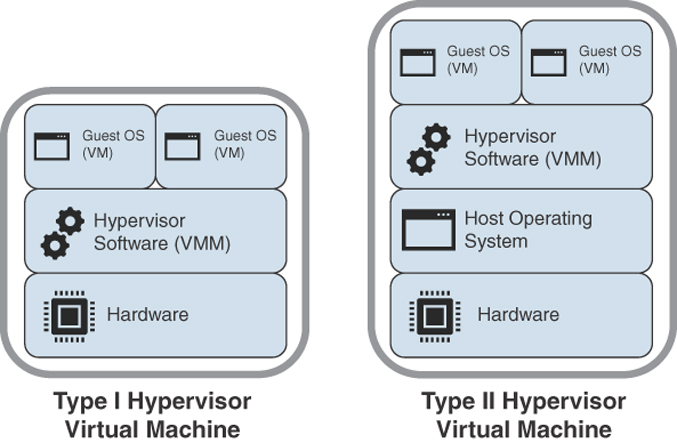 Guest OS
(VM)
Guest OS
(VM)
Hypervisor
Software (VMM)
Hardware
Type I Hypervisor
Virtual Machine
Guest OS
(VM)
Guest OS
(VM)
Hypervisor
Software (VMM)
Host Operating
System
Hardware
Type II Hypervisor
Virtual Machine